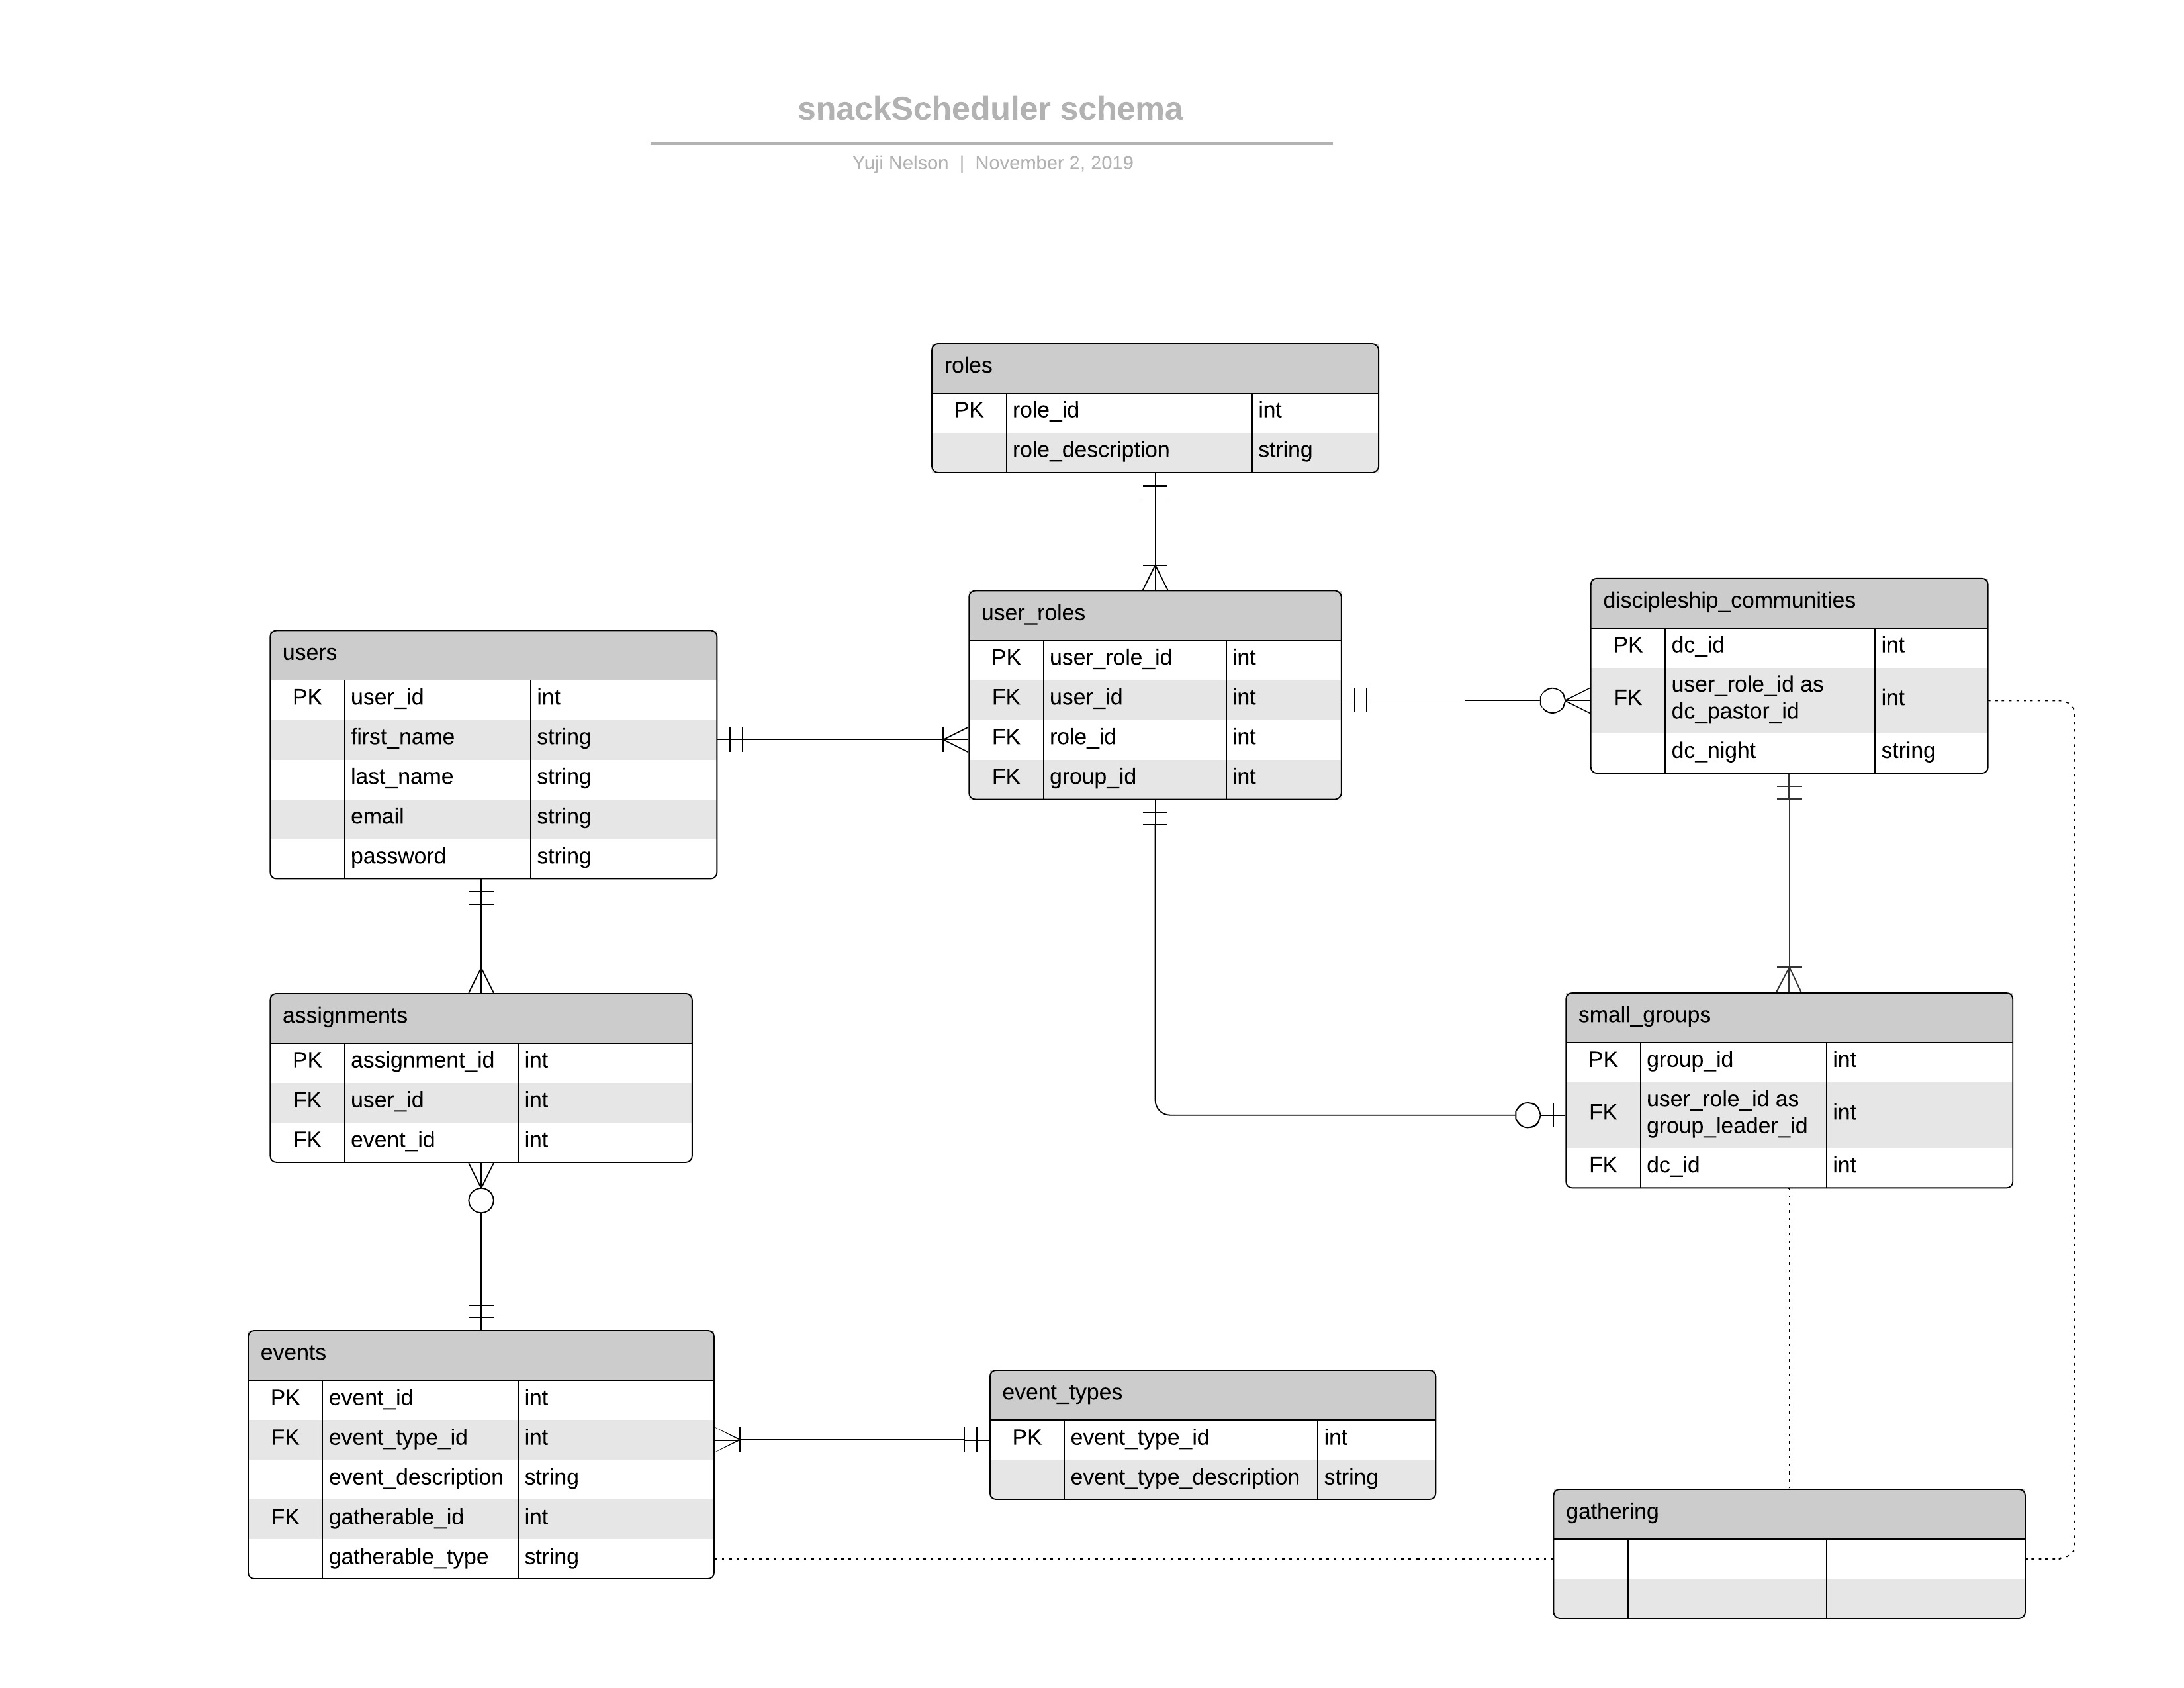 snackScheduler schema
Yuji Nelson | November 2, 2019
roles
PK role_id int
role_description string
user_roles
PK user_role_id int
FK user_id int
FK role_id int
FK group_id int
discipleship_communities
PK dc_id int
FK user_role_id as int
dc_pastor_id
dc_night string
users
PK user_id int
first_name string
last_name string
email string
password string
assignments
PK assignment_id int
FK user_id int
FK event_id int
small_groups
PK group_id int
FK user_role_id as int
group_leader_id
FK dc_id int
events
PK event_id int
FK event_type_id int
event_description string
FK gatherable_id int
gatherable_type string
event_types
PK event_type_id int
event_type_description string
gathering